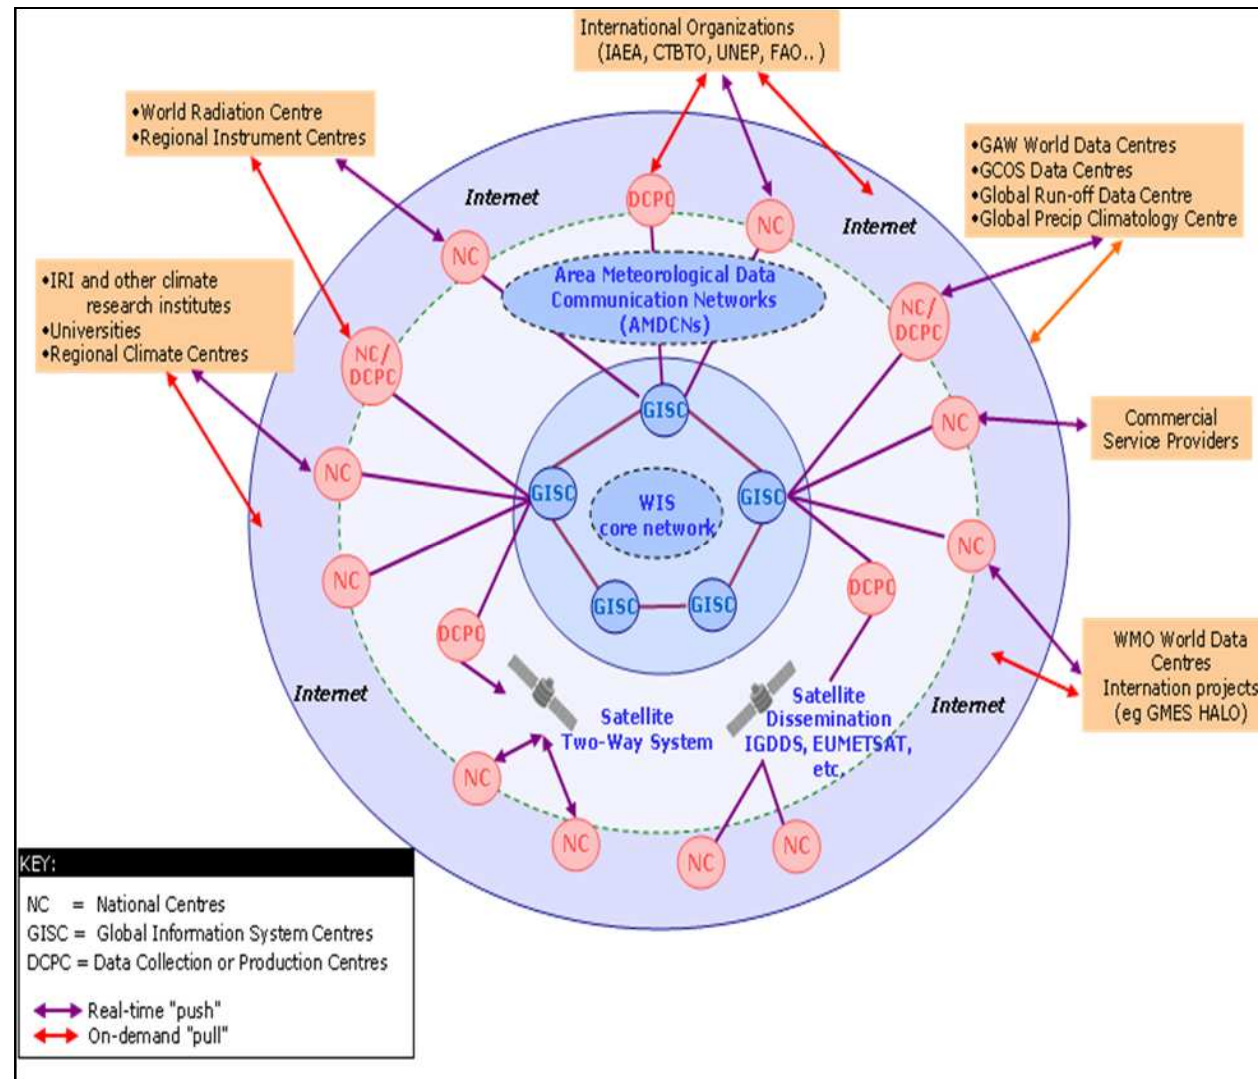 International Organizations
(IAEA, CTBTO, UNEP, FAO..)
•World Radiation Centre
•Regional Instrument Centres
•GAW World Data Centres
•GCOS Data Centres
•Global Run-off Data Centre
•Global Precip Climatology Centre
•IRI and other climate
research institutes
•Universities
•Regional Climate Centres
Commercial
Service Providers
WMO World Data
Centres
Internation projects
(eg GMES HALO)
Internet
Internet
Internet
Internet
DCPC
NC
NC
NC/
DCPC
NC/
DCPC
NC
NC
NC
NC
DCPC
DCPC
NC
NC
NC
NC
Area Meteorological Data
Communication Networks
(AMDCNs)
GISC
GISC
GISC
GISC
GISC
WIS
core network
Satellite
Two-Way System
Satellite
Dissemination
IGDDS, EUMETSAT,
etc.
KEY:
NC = National Centres
GISC = Global Information System Centres
DCPC = Data Collection or Production Centres
Real-time "push"
On-demand "pull"